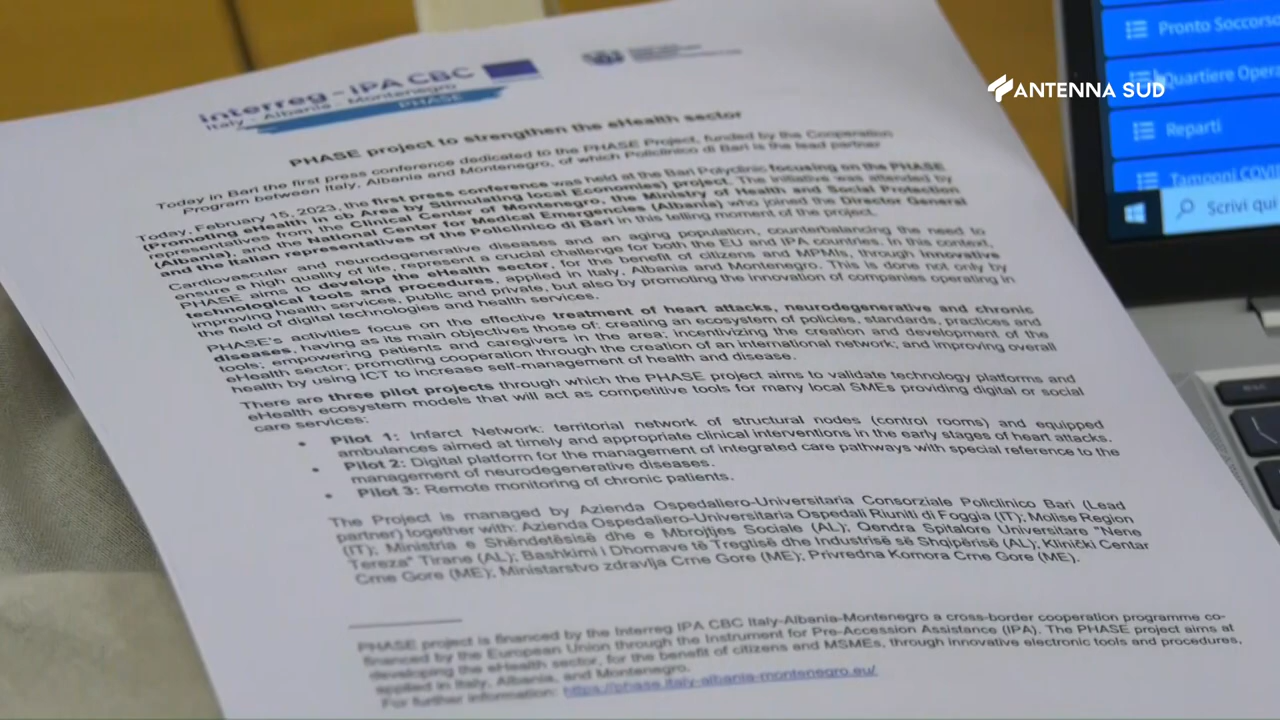 interreg - IPA CBC
Italy - Albania - Montenegro
PHASE
ANTENNA SUD
PHASE project to strengthen the eHealth sector
Today in Bari the first press conference dedicated to the PHASE Project, funded by the Cooperation
Program between Italy, Albania and Montenegro, of which Policlinico di Bari is the lead partner
Today, February 15, 2023, the first press conference was held at the Bari Polyclinic focusing on the PHASE
(Promoting eHealth in cb Area by Stimulating local Economies) project. The initiative was attended by
representatives from the Clinical Center of Montenegro, the Ministry of Health and Social Protection
(Albania), and the National Center for Medical Emergencies (Albania) who joined the Director General
and the Italian representatives of the Policlinico di Bari in this telling moment of the project.
Cardiovascular and neurodegenerative diseases and an aging population, counterbalancing the need to
ensure a high quality of life, represent a crucial challenge for both the EU and IPA countries. In this context,
PHASE aims to develop the eHealth sector, for the benefit of citizens and MPMIs, through innovative
technological tools and procedures, applied in Italy, Albania and Montenegro. This is done not only by
improving health services, public and private, but also by promoting the innovation of companies operating in
the field of digital technologies and health services.
PHASE's activities focus on the effective treatment of heart attacks, neurodegenerative and chronic
diseases, having as its main objectives those of: creating an ecosystem of policies, standards, practices and
tools; empowering patients and caregivers in the area; incentivizing the creation and development of the
eHealth sector; promoting cooperation through the creation of an international network; and improving overall
health by using ICT to increase self-management of health and disease.
There are three pilot projects through which the PHASE project aims to validate technology platforms and
eHealth ecosystem models that will act as competitive tools for many local SMEs providing digital or social
care services:
• Pilot 1: Infarct Network: territorial network of structural nodes (control rooms) and equipped
ambulances aimed at timely and appropriate clinical interventions in the early stages of heart attacks.
• Pilot 2: Digital platform for the management of integrated care pathways with special reference to the
management of neurodegenerative diseases.
• Pilot 3: Remote monitoring of chronic patients.
The Project is managed by Azienda Ospedaliero-Universitaria Consorziale Policlinico Bari (Lead
partner) together with: Azienda Ospedaliero-Universitaria Ospedali Riuniti di Foggia (IT); Molise Region
(IT); Ministria e Shëndetësisë dhe e Mbrojtjes Sociale (AL); Qendra Spitalore Universitare "Nene
Tereza" Tirane (AL); Bashkimi i Dhomave të Tregtisë dhe Industrisë së Shqipërisë (AL); Klinički Centar
Crne Gore (ME); Ministarstvo zdravlja Crne Gore (ME); Privredna Komora Crne Gore (ME).
PHASE project is financed by the Interreg IPA CBC Italy-Albania-Montenegro a cross-border cooperation programme co-
financed by the European Union through the Instrument for Pre-Accession Assistance (IPA). The PHASE project aims at
developing the eHealth sector, for the benefit of citizens and MSMEs, through innovative electronic tools and procedures,
applied in Italy, Albania, and Montenegro.
For further information: https://phase.italy-albania-montenegro.eu/
Pronto Soccorso
Quartiere Opera
Reparti
Tamponi COVI
Scrivi qui
esc